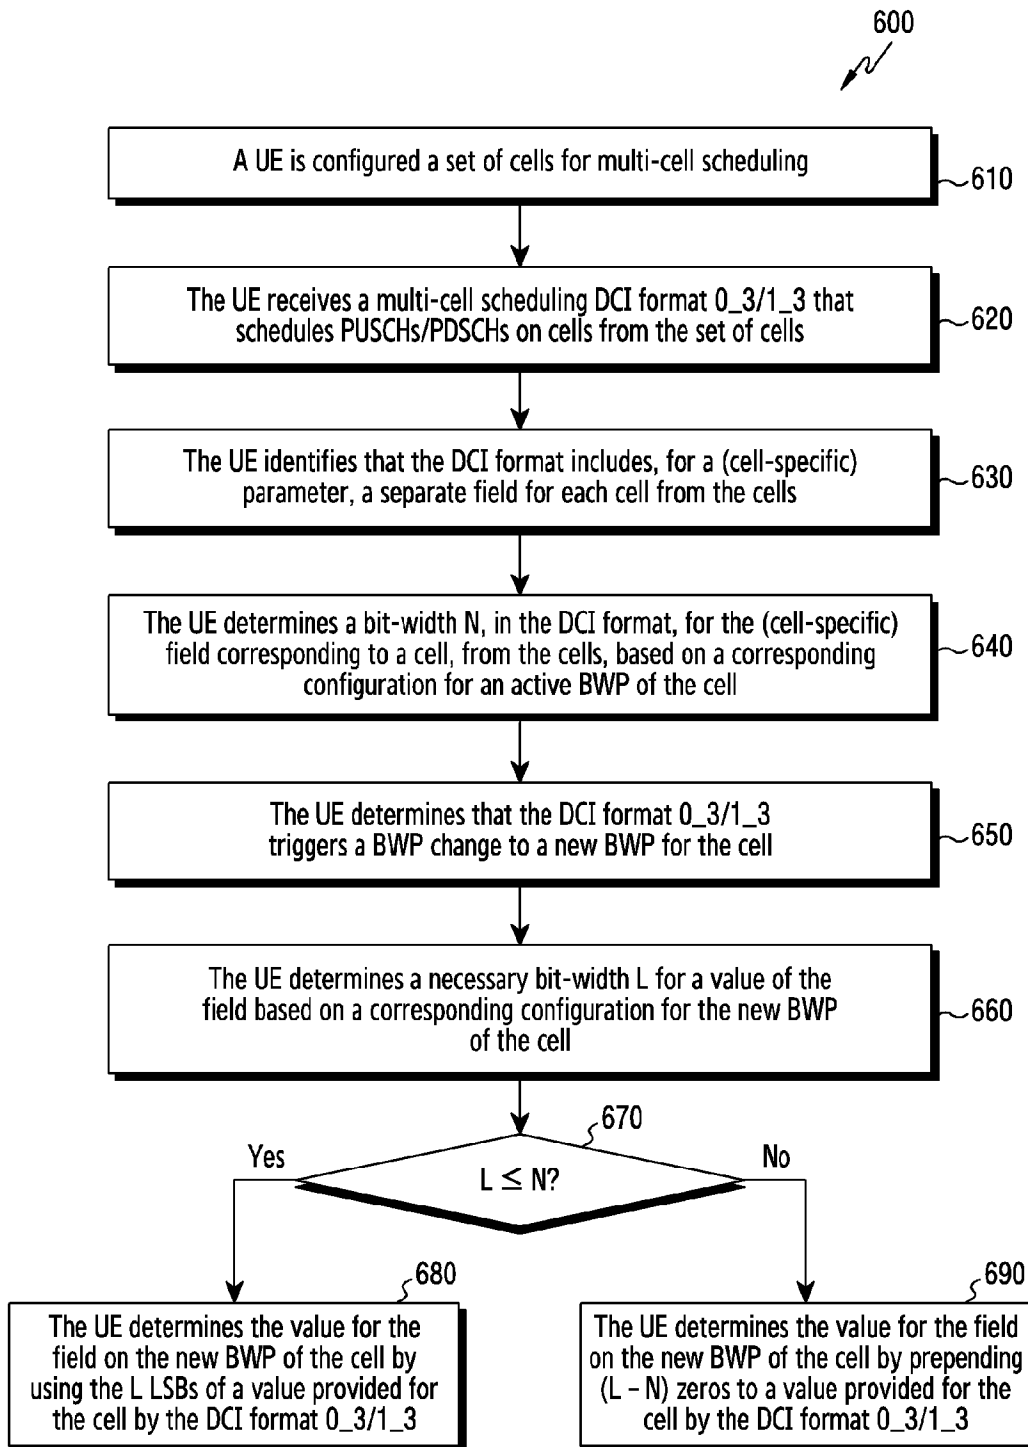 600
A UE is configured a set of cells for multi-cell scheduling
610
The UE receives a multi-cell scheduling DCI format 0_3/1_3 that
schedules PUSCHs/PDSCHs on cells from the set of cells
620
The UE identifies that the DCI format includes, for a (cell-specific)
parameter, a separate field for each cell from the cells
630
The UE determines a bit-width N, in the DCI format, for the (cell-specific)
field corresponding to a cell, from the cells, based on a corresponding
configuration for an active BWP of the cell
640
The UE determines that the DCI format 0_3/1_3
triggers a BWP change to a new BWP for the cell
650
The UE determines a necessary bit-width L for a value of the
field based on a corresponding configuration for the new BWP
of the cell
660
670
Yes
L ≤ N?
No
680
The UE determines the value for the
field on the new BWP of the cell by
using the L LSBs of a value provided for
the cell by the DCI format 0_3/1_3
690
The UE determines the value for the field
on the new BWP of the cell by prepending
(L – N) zeros to a value provided for the
cell by the DCI format 0_3/1_3